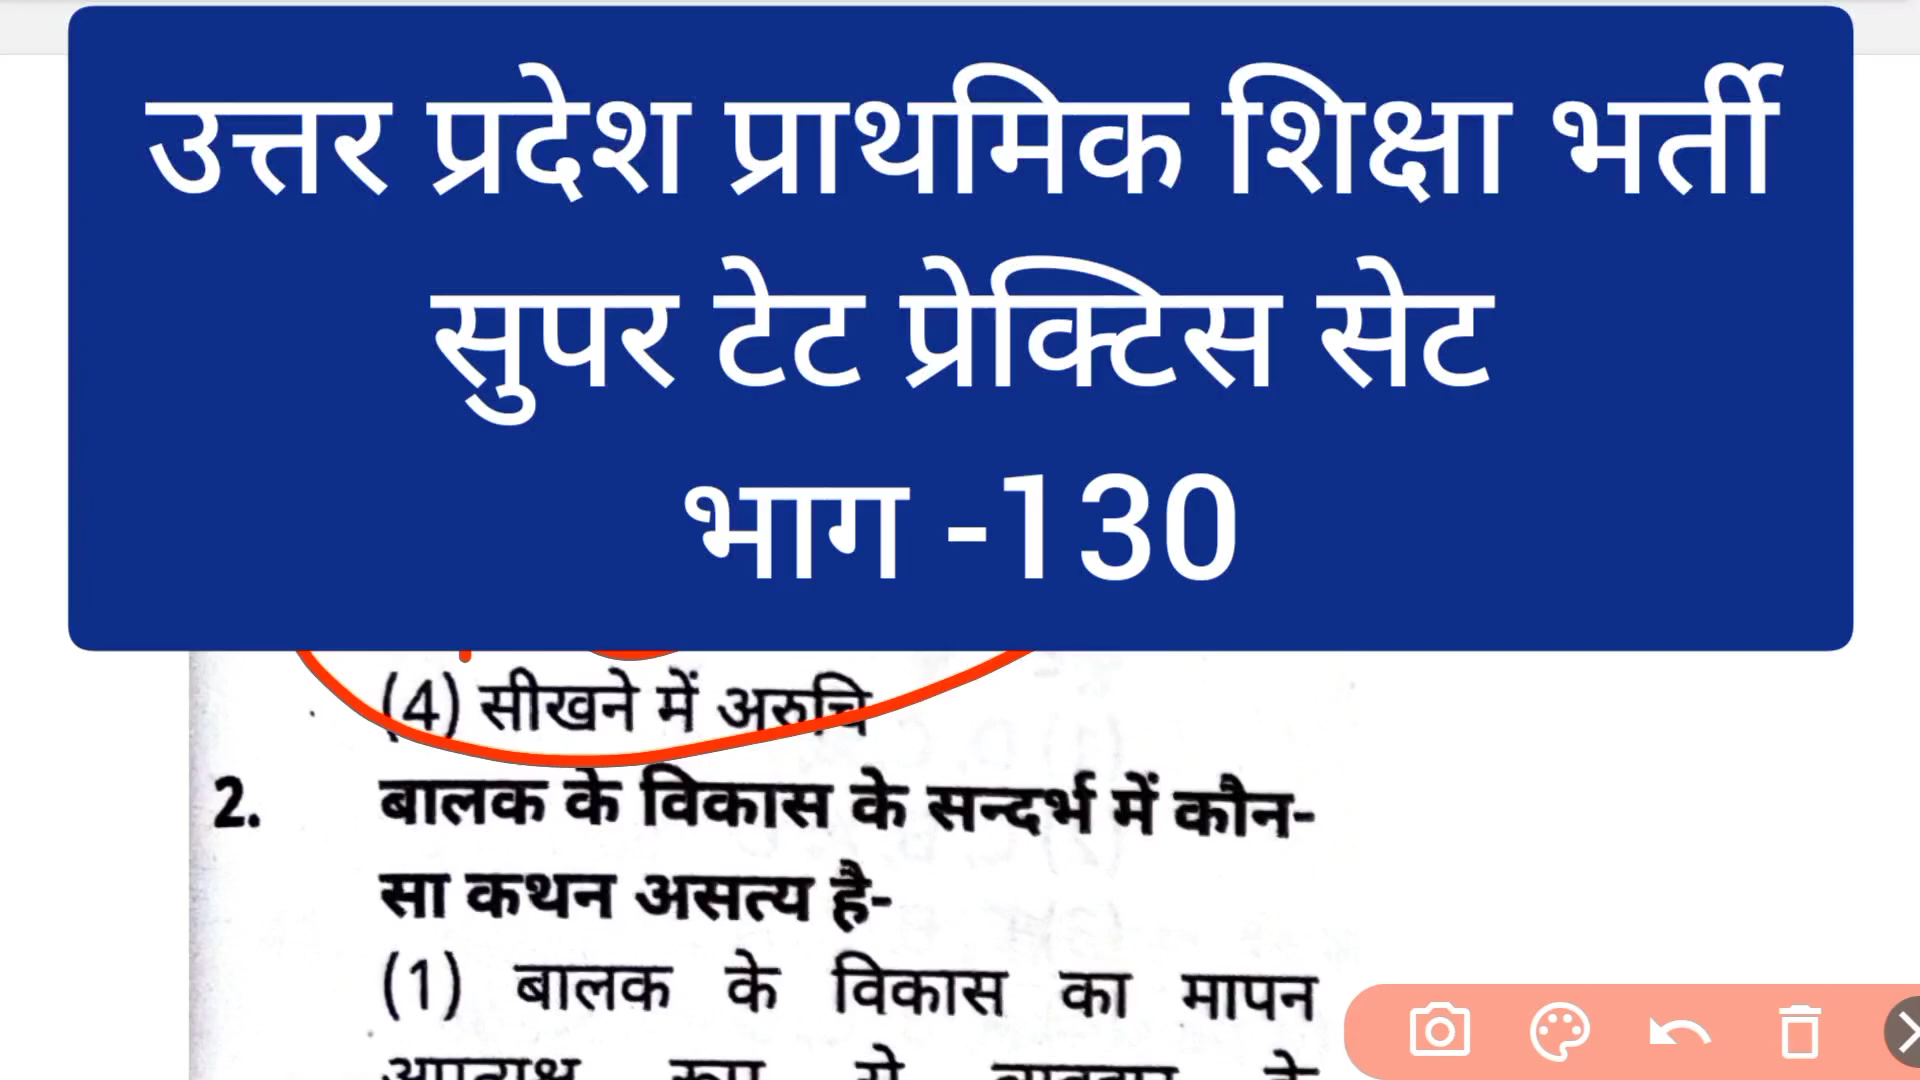 उत्तर प्रदेश प्राथमिक शिक्षा भर्ती
सुपर टेट प्रेक्टिस सेट
भाग -130
(4) सीखने में अरुचि
2. बालक के विकास के सन्दर्भ में कौन-
सा कथन असत्य है-
(1) बालक के विकास का मापन